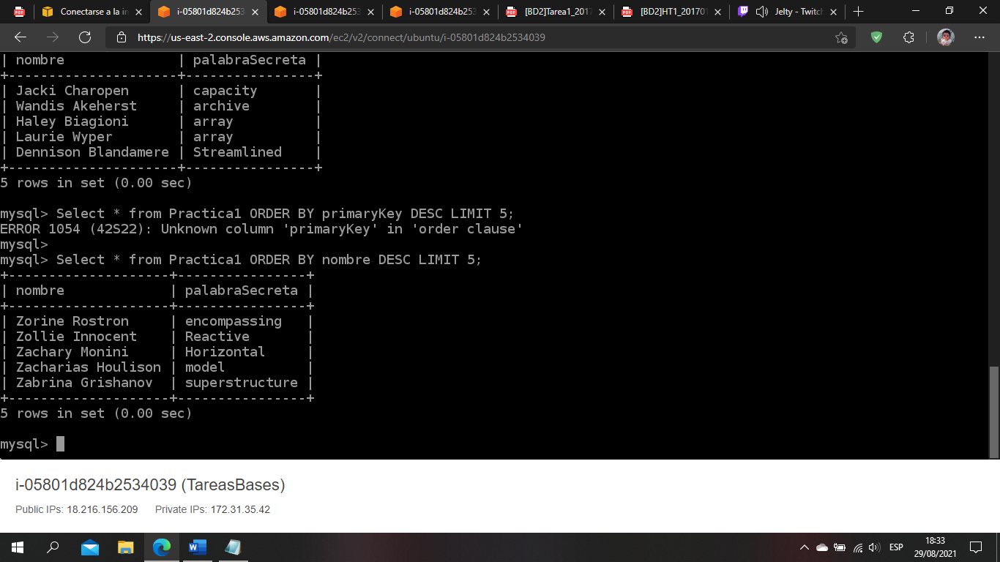 Conectarse a la in
i-05801d824b253
i-05801d824b253
i-05801d824b253
[BD2]Tarea1_2017
[BD2]HT1_20170
Jelty - Twitch
https://us-east-2.console.aws.amazon.com/ec2/v2/connect/ubuntu/i-05801d824b2534039
| nombre               | palabraSecreta |
+---------------------+----------------+
| Jacki Charopen      | capacity       |
| Wandis Akeherst     | archive        |
| Haley Biagioni      | array          |
| Laurie Wyper        | array          |
| Dennison Blandamere | Streamlined    |
+---------------------+----------------+
5 rows in set (0.00 sec)
mysql> Select * from Practica1 ORDER BY primaryKey DESC LIMIT 5;
ERROR 1054 (42S22): Unknown column 'primaryKey' in 'order clause'
mysql>
mysql> Select * from Practica1 ORDER BY nombre DESC LIMIT 5;
+--------------------+----------------+
| nombre             | palabraSecreta |
+--------------------+----------------+
| Zorine Rostron     | encompassing   |
| Zollie Innocent    | Reactive       |
| Zachary Monini     | Horizontal     |
| Zacharias Houlison | model          |
| Zabrina Grishanov  | superstructure |
+--------------------+----------------+
5 rows in set (0.00 sec)
mysql>
i-05801d824b2534039 (TareasBases)
Public IPs: 18.216.156.209 Private IPs: 172.31.35.42
ESP
18:33
29/08/2021